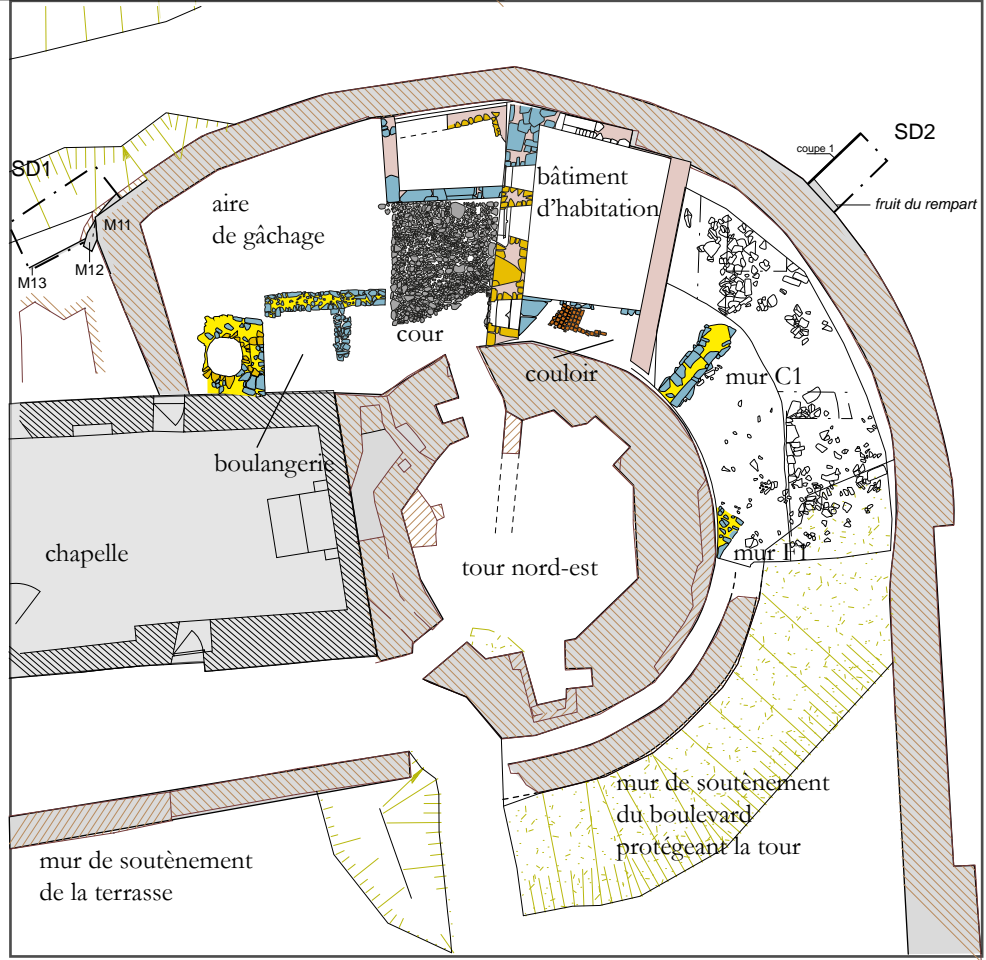 SD2
coupe 1
SD1
bâtiment
d'habitation
fruit du rempart
aire
de gâchage
M11
M12
M13
cour
couloir
mur C1
boulangerie
chapelle
mur F1
tour nord-est
mur de soutènement
du boulevard
protégeant la tour
mur de soutènement
de la terrasse